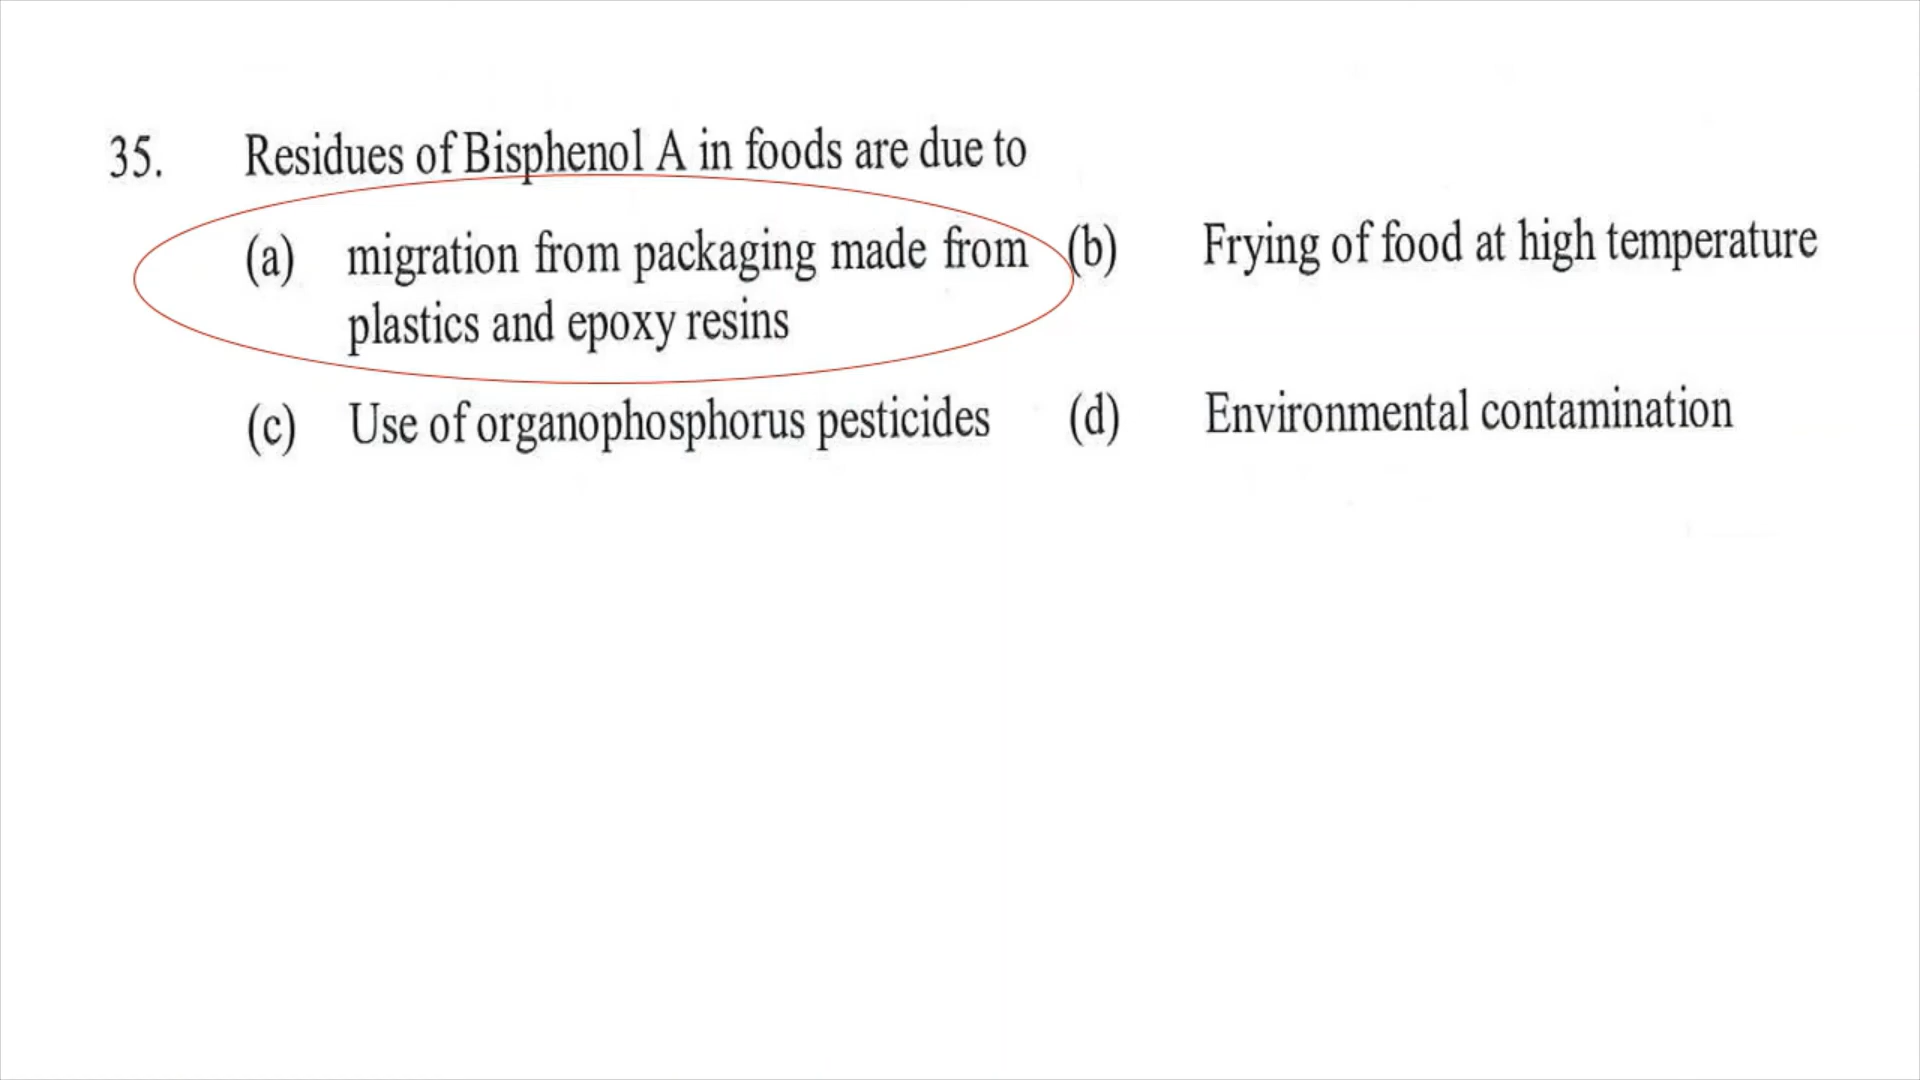 35. Residues of Bisphenol A in foods are due to
(a) migration from packaging made from (b) Frying of food at high temperature
plastics and epoxy resins
(c) Use of organophosphorus pesticides (d) Environmental contamination